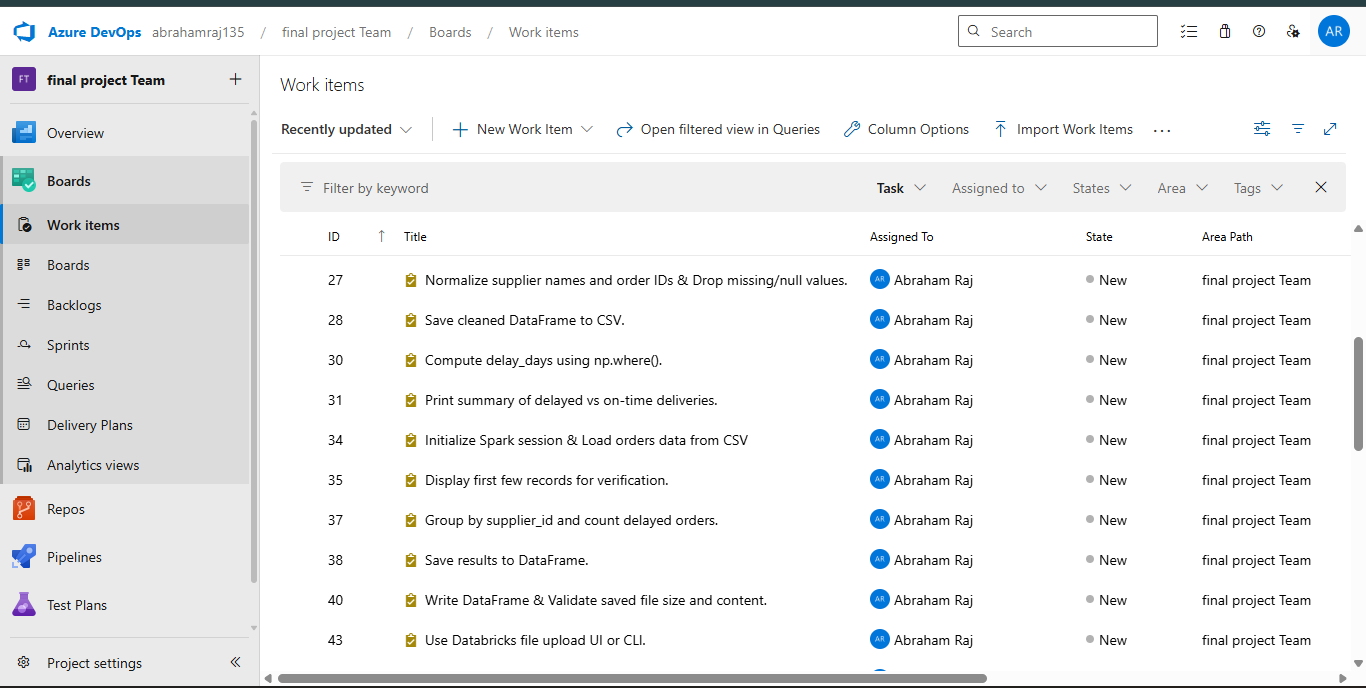 Azure DevOps abrahamraj135 / final project Team / Boards / Work items Search AR
FT final project Team +
Overview
Boards
Work items
Boards
Backlogs
Sprints
Queries
Delivery Plans
Analytics views
Repos
Pipelines
Test Plans
Project settings
Work items
Recently updated New Work Item Open filtered view in Queries Column Options Import Work Items ...
Filter by keyword Task Assigned to States Area Tags
ID Title Assigned To State Area Path
27 Normalize supplier names and order IDs & Drop missing/null values. AR Abraham Raj New final project Team
28 Save cleaned DataFrame to CSV. AR Abraham Raj New final project Team
30 Compute delay_days using np.where(). AR Abraham Raj New final project Team
31 Print summary of delayed vs on-time deliveries. AR Abraham Raj New final project Team
34 Initialize Spark session & Load orders data from CSV AR Abraham Raj New final project Team
35 Display first few records for verification. AR Abraham Raj New final project Team
37 Group by supplier_id and count delayed orders. AR Abraham Raj New final project Team
38 Save results to DataFrame. AR Abraham Raj New final project Team
40 Write DataFrame & Validate saved file size and content. AR Abraham Raj New final project Team
43 Use Databricks file upload UI or CLI. AR Abraham Raj New final project Team